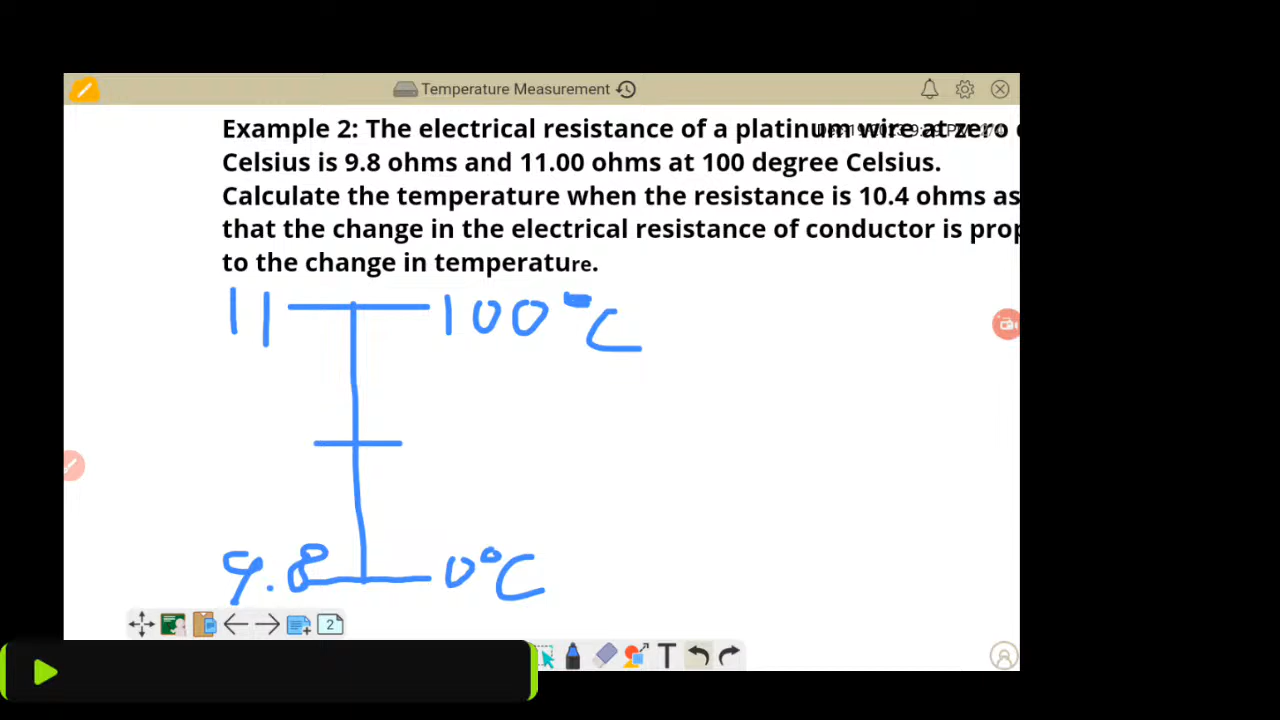 Temperature Measurement
Example 2: The electrical resistance of a platinum wire at zero
Celsius is 9.8 ohms and 11.00 ohms at 100 degree Celsius.
Calculate the temperature when the resistance is 10.4 ohms as
that the change in the electrical resistance of conductor is prop
to the change in temperature.
11 100°C
9.8 0°C
2
T